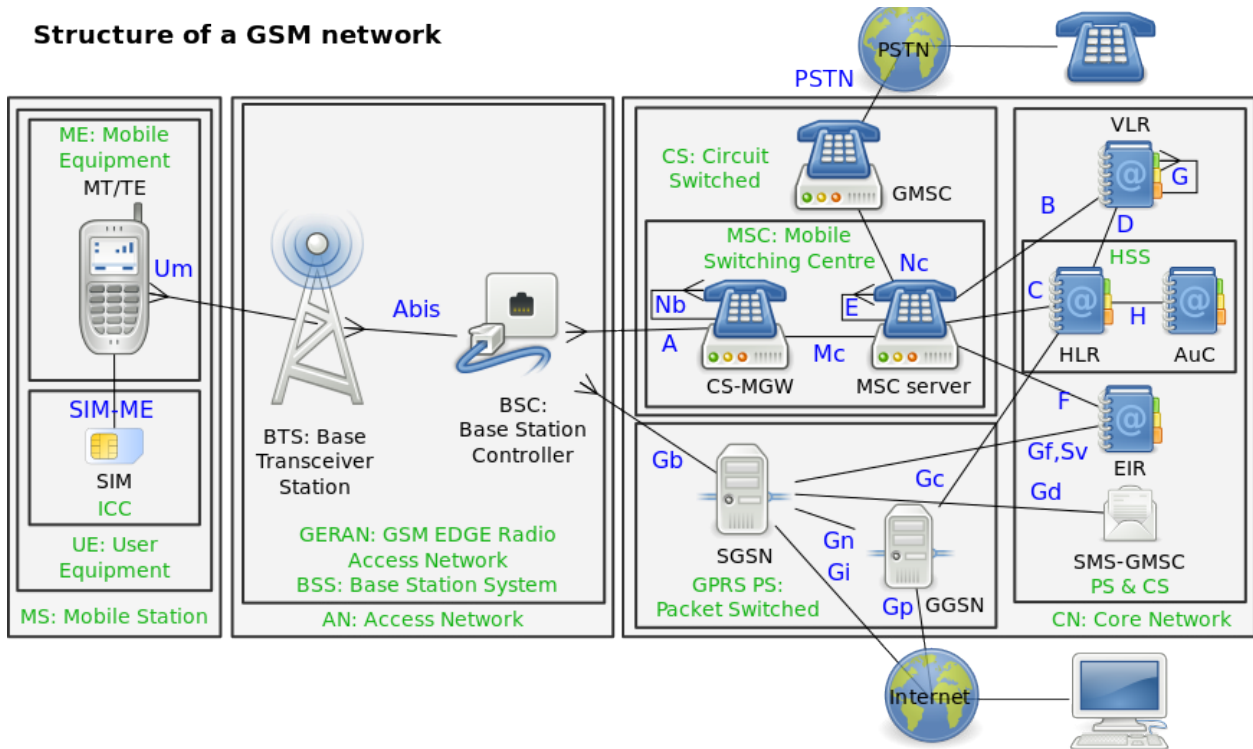 Structure of a GSM network
PSTN
PSTN
ME: Mobile
Equipment
MT/TE
Um
SIM-ME
SIM
ICC
UE: User
Equipment
MS: Mobile Station
Abis
BTS: Base
Transceiver
Station
BSC:
Base Station
Controller
GERAN: GSM EDGE Radio
Access Network
BSS: Base Station System
AN: Access Network
CS: Circuit
Switched
GMSC
MSC: Mobile
Switching Centre
Nc
Nb
E
A
Mc
CS-MGW
MSC server
VLR
G
B
D
HSS
C
H
HLR
AuC
F
Gb
Gf,Sv
EIR
Gc
Gd
SGSN
Gn
Gi
SMS-GMSC
GPRS PS:
Packet Switched
Gp
GGSN
PS & CS
CN: Core Network
Internet